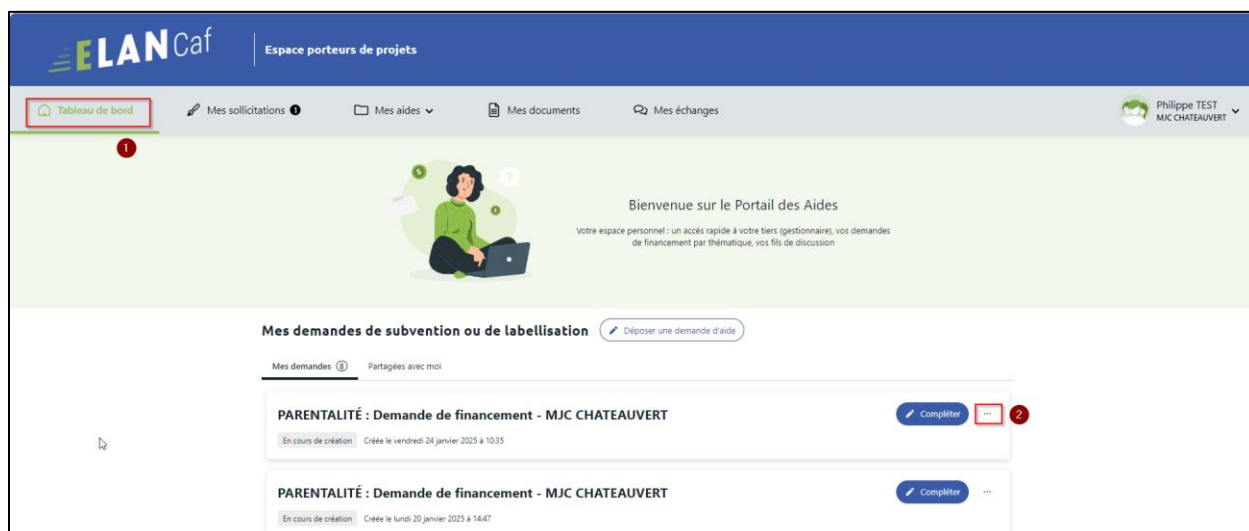 ELAN Caf
Espace porteurs de projets
Tableau de bord
Mes sollicitations 1
Mes aides
Mes documents
Mes échanges
Philippe TEST
MJC CHATEAUVERT
1
$
?
Bienvenue sur le Portail des Aides
Votre espace personnel : un accès rapide à votre tiers (gestionnaire), vos demandes
de financement par thématique, vos fils de discussion
Mes demandes de subvention ou de labellisation
Déposer une demande d'aide
Mes demandes 8
Partagées avec moi
PARENTALITÉ : Demande de financement - MJC CHATEAUVERT
Compléter
...
2
En cours de création Créée le vendredi 24 janvier 2025 à 10:35
PARENTALITÉ : Demande de financement - MJC CHATEAUVERT
Compléter
...
En cours de création Créée le lundi 20 janvier 2025 à 14:47